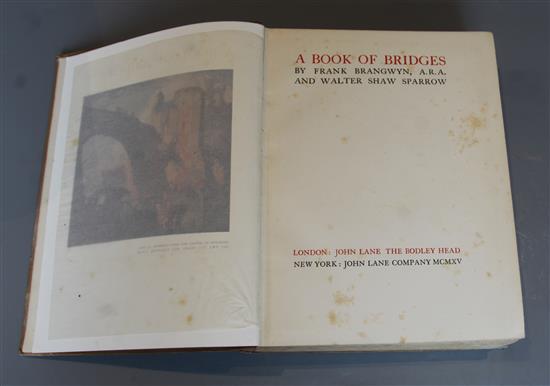 A BOOK OF BRIDGES
BY FRANK BRANGWYN, A.R.A.
AND WALTER SHAW SPARROW
LONDON: JOHN LANE THE BODLEY HEAD
NEW YORK: JOHN LANE COMPANY MCMXV